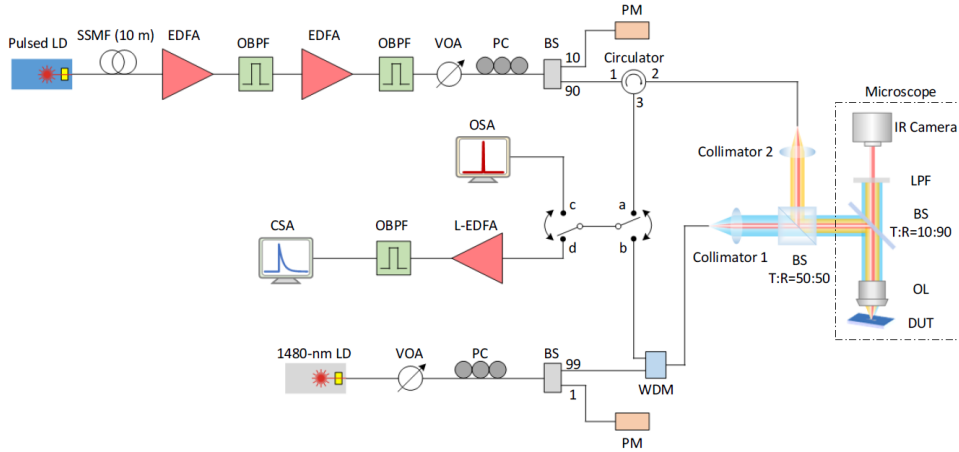 PM
SSMF (10 m)
EDFA
EDFA
Pulsed LD
OBPF
OBPF
VOA
PC
BS
10
90
Circulator
1
2
3
Microscope
IR Camera
OSA
Collimator 2
LPF
c
a
BS
T:R=10:90
CSA
OBPF
L-EDFA
d
b
Collimator 1
BS
T:R=50:50
OL
DUT
1480-nm LD
VOA
PC
BS
99
1
WDM
PM